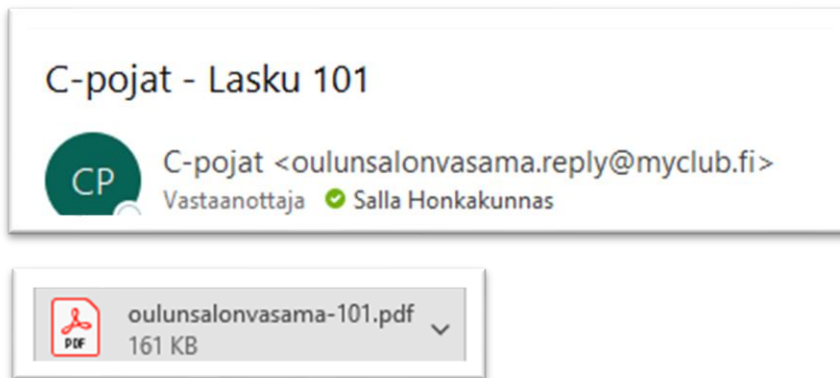 C-pojat - Lasku 101
CP
C-pojat <oulunsalonvasama.reply@myclub.fi>
Vastaanottaja Salla Honkakunnas
PDF
oulunsalonvasama-101.pdf
161 KB